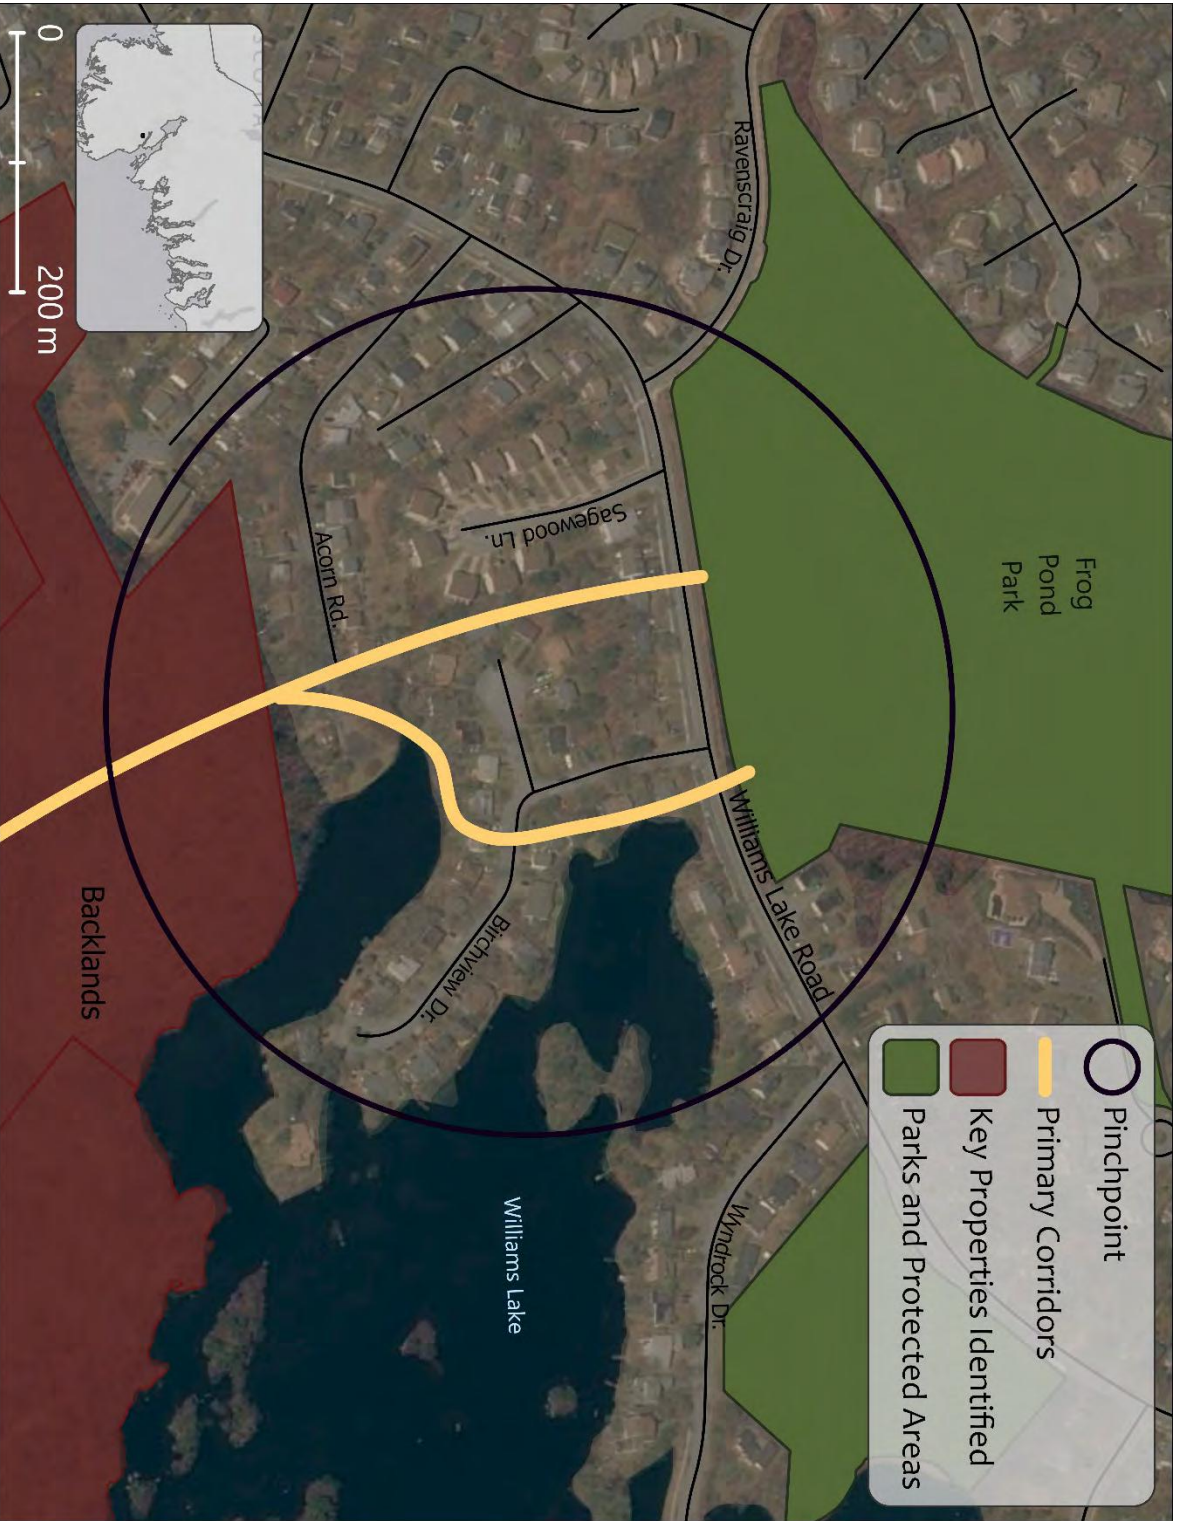 Pinchpoint
Primary Corridors
Key Properties Identified
Parks and Protected Areas
Frog
Pond
Park
Ravenscraig Dr.
Williams Lake Road
Wyndrock Dr.
Sagewood Ln.
Birchview Dr.
Williams Lake
Acorn Rd.
Backlands
0
200 m